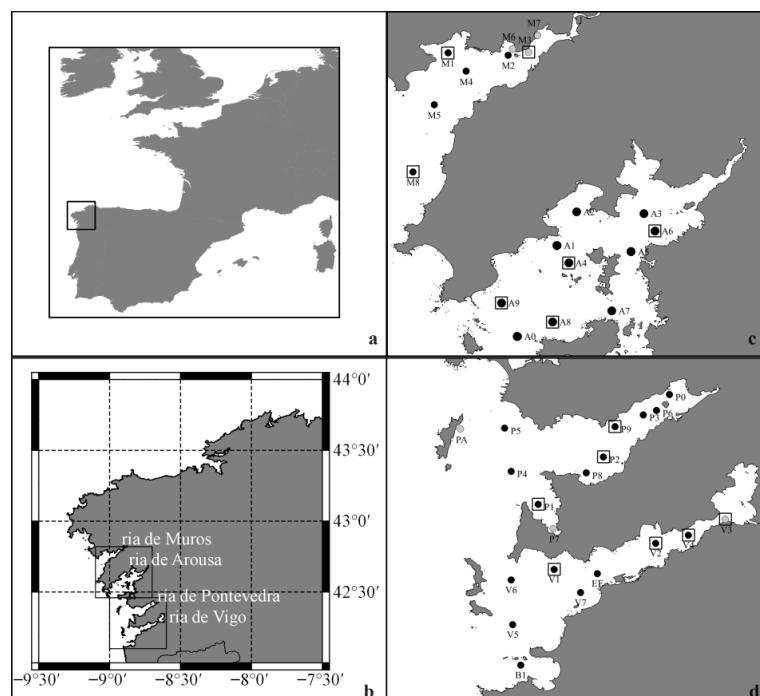 a
M7
M6
M3
M1
M2
M4
M5
M8
A2
A3
A6
A1
A5
A4
A9
A7
A8
A0
c
44°0′
43°30′
43°0′
42°30′
ria de Muros
ria de Arousa
ria de Pontevedra
ria de Vigo
−9°30′
−9°0′
−8°30′
−8°0′
−7°30′
b
P0
P6
P3
P5
PA
P9
P2
P4
P8
P1
P7
V3
V4
V2
V1
EF
V6
V7
V5
B1
d